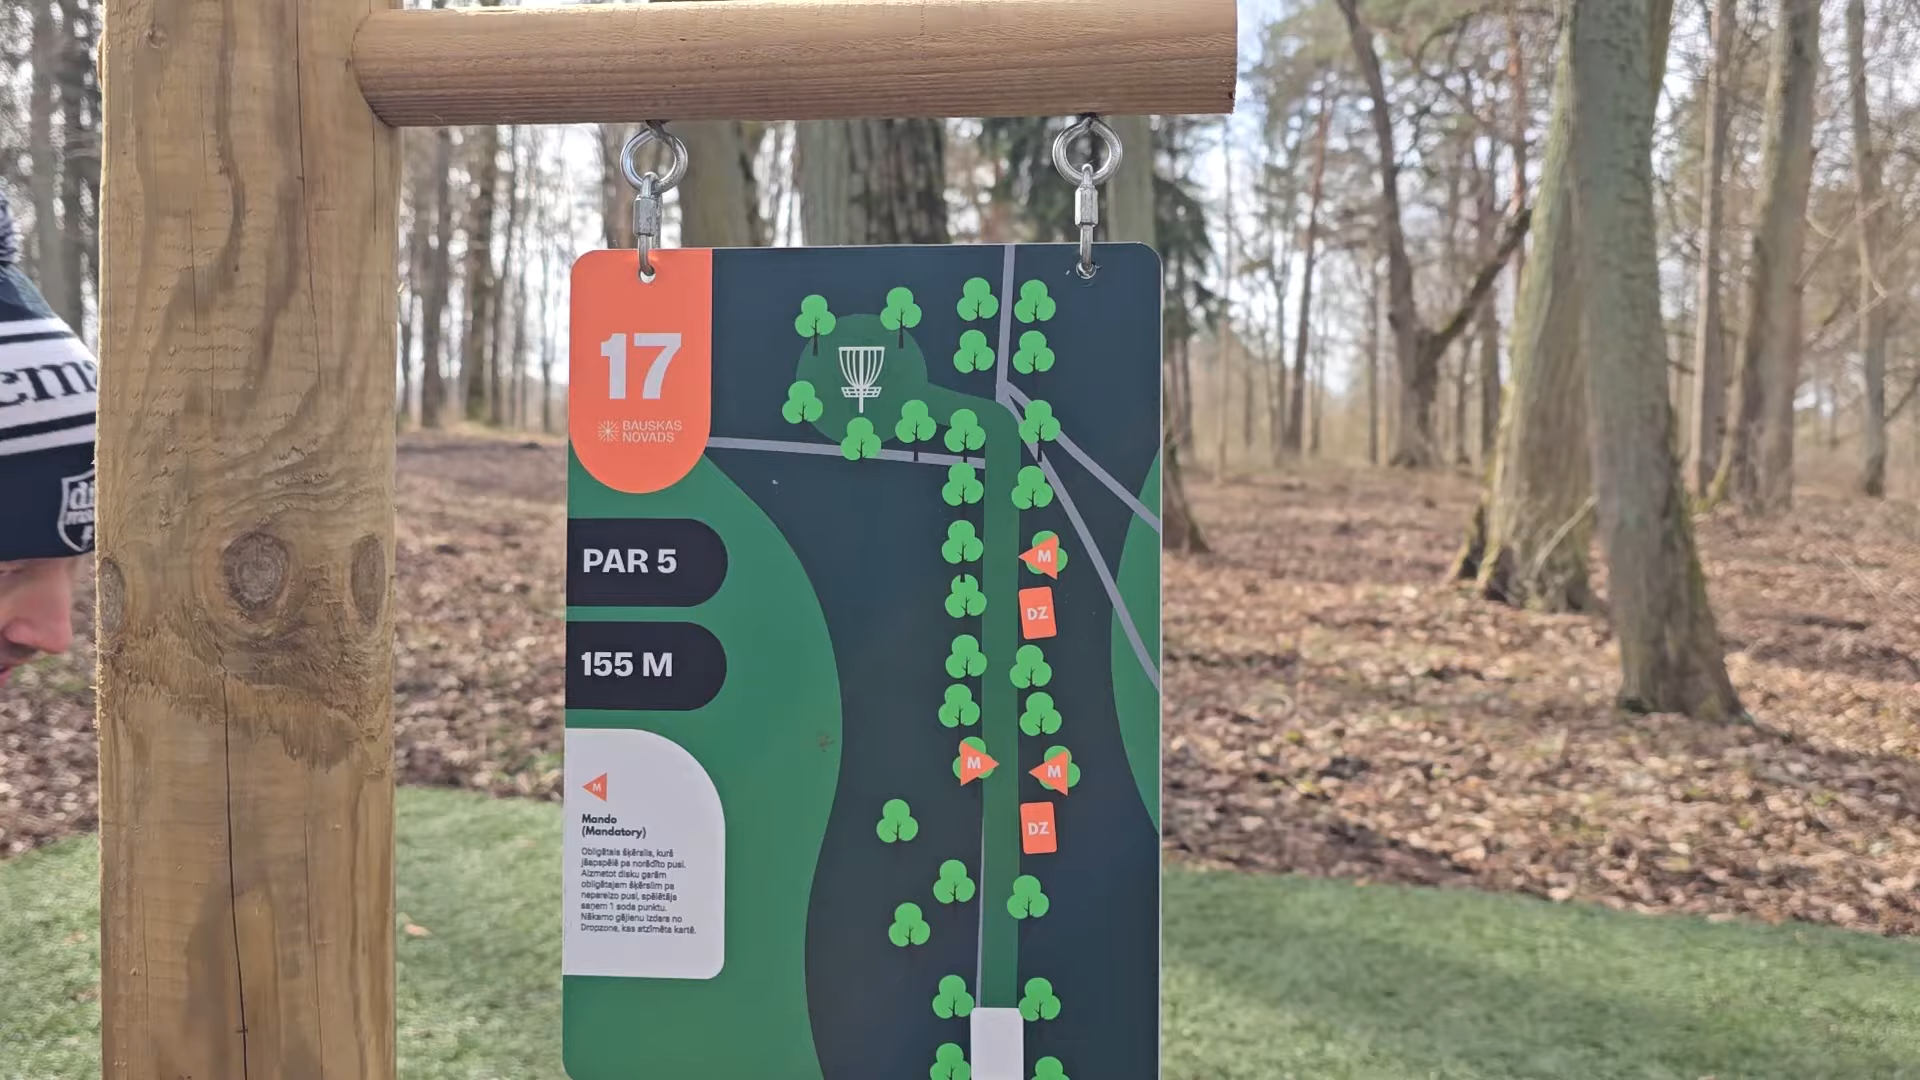 17
BAUSKAS
NOVADS
PAR 5
155 M
M
Mando
(Mandatory)
Obligātais šķērslis, kurš
jāapspēlē pa norādīto pusi.
Aizmetot disku garām
obligātajam šķērslim pa
nepareizo pusi, spēlētājs
saņem 1 soda punktu.
Nākamo gājienu izdara no
Dropzone, kas atzīmēta kartē.
M
DZ
M
M
DZ